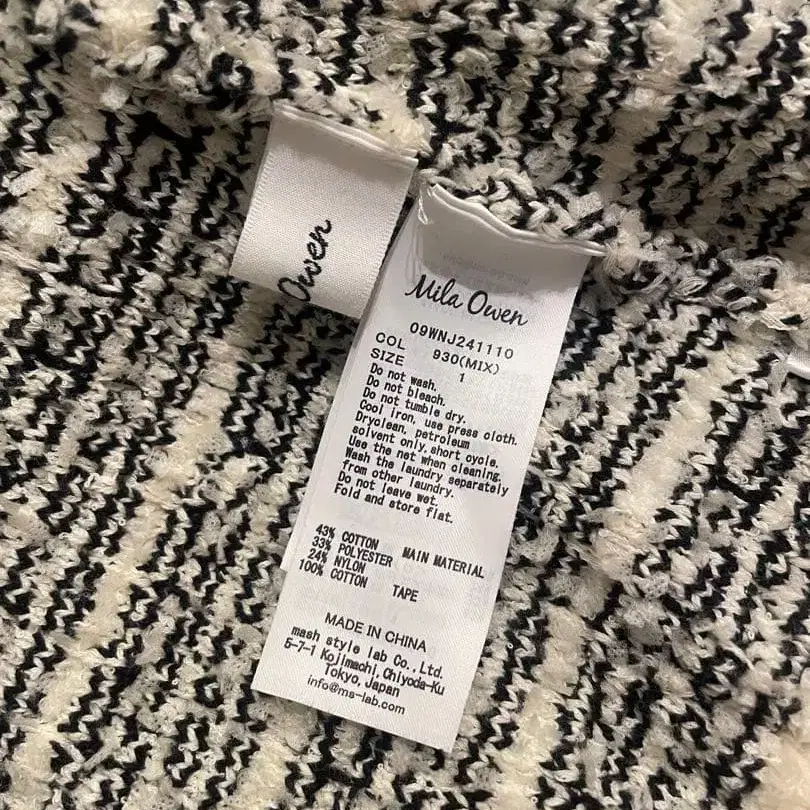 Owen
Mila Owen
09WNJ241110
COL 930(MIX)
SIZE 1
Do not wash.
Do not bleach.
Do not tumble dry.
Cool iron, use press cloth.
Dryclean, petroleum
solvent only, short cycle.
Use the net when cleaning.
Wash the laundry separately
from other laundry.
Do not leave wet.
Fold and store flat.
43% COTTON MAIN MATERIAL
33% POLYESTER
24% NYLON
100% COTTON TAPE
MADE IN CHINA
mash style lab Co.,Ltd.
5-7-1 Kojimachi,Chiyoda-Ku
Tokyo,Japan
info@ms-lab.com